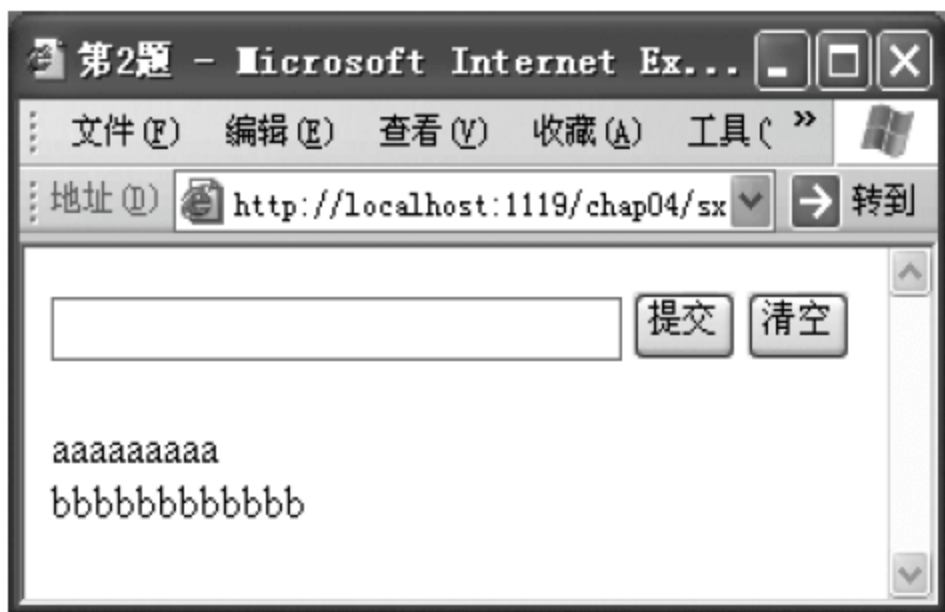 第2题 - Microsoft Internet Ex...
文件(F) 编辑(E) 查看(V) 收藏(A) 工具( »
地址(D) http://localhost:1119/chap04/sx 转到
提交 清空
aaaaaaaaa
bbbbbbbbbbbb